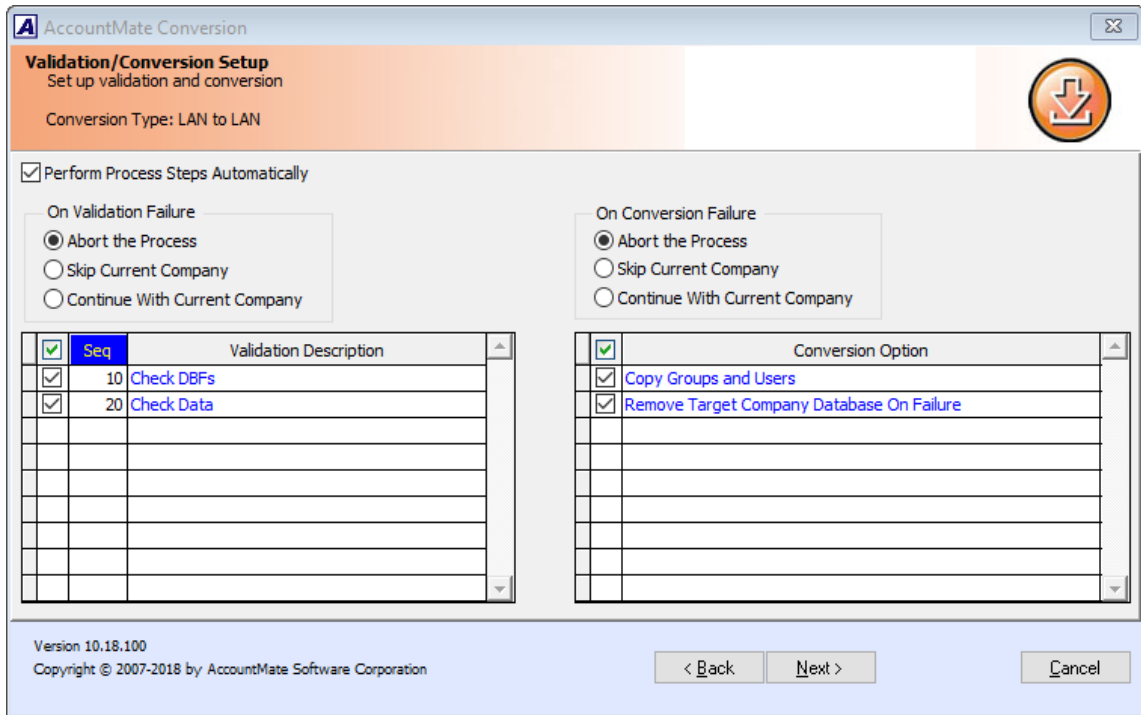 AccountMate Conversion
Validation/Conversion Setup
Set up validation and conversion
Conversion Type: LAN to LAN
Perform Process Steps Automatically
On Validation Failure
Abort the Process
Skip Current Company
Continue With Current Company
On Conversion Failure
Abort the Process
Skip Current Company
Continue With Current Company
Seq Validation Description
10 Check DBFs
20 Check Data
Conversion Option
Copy Groups and Users
Remove Target Company Database On Failure
Version 10.18.100
Copyright © 2007-2018 by AccountMate Software Corporation
< Back Next > Cancel